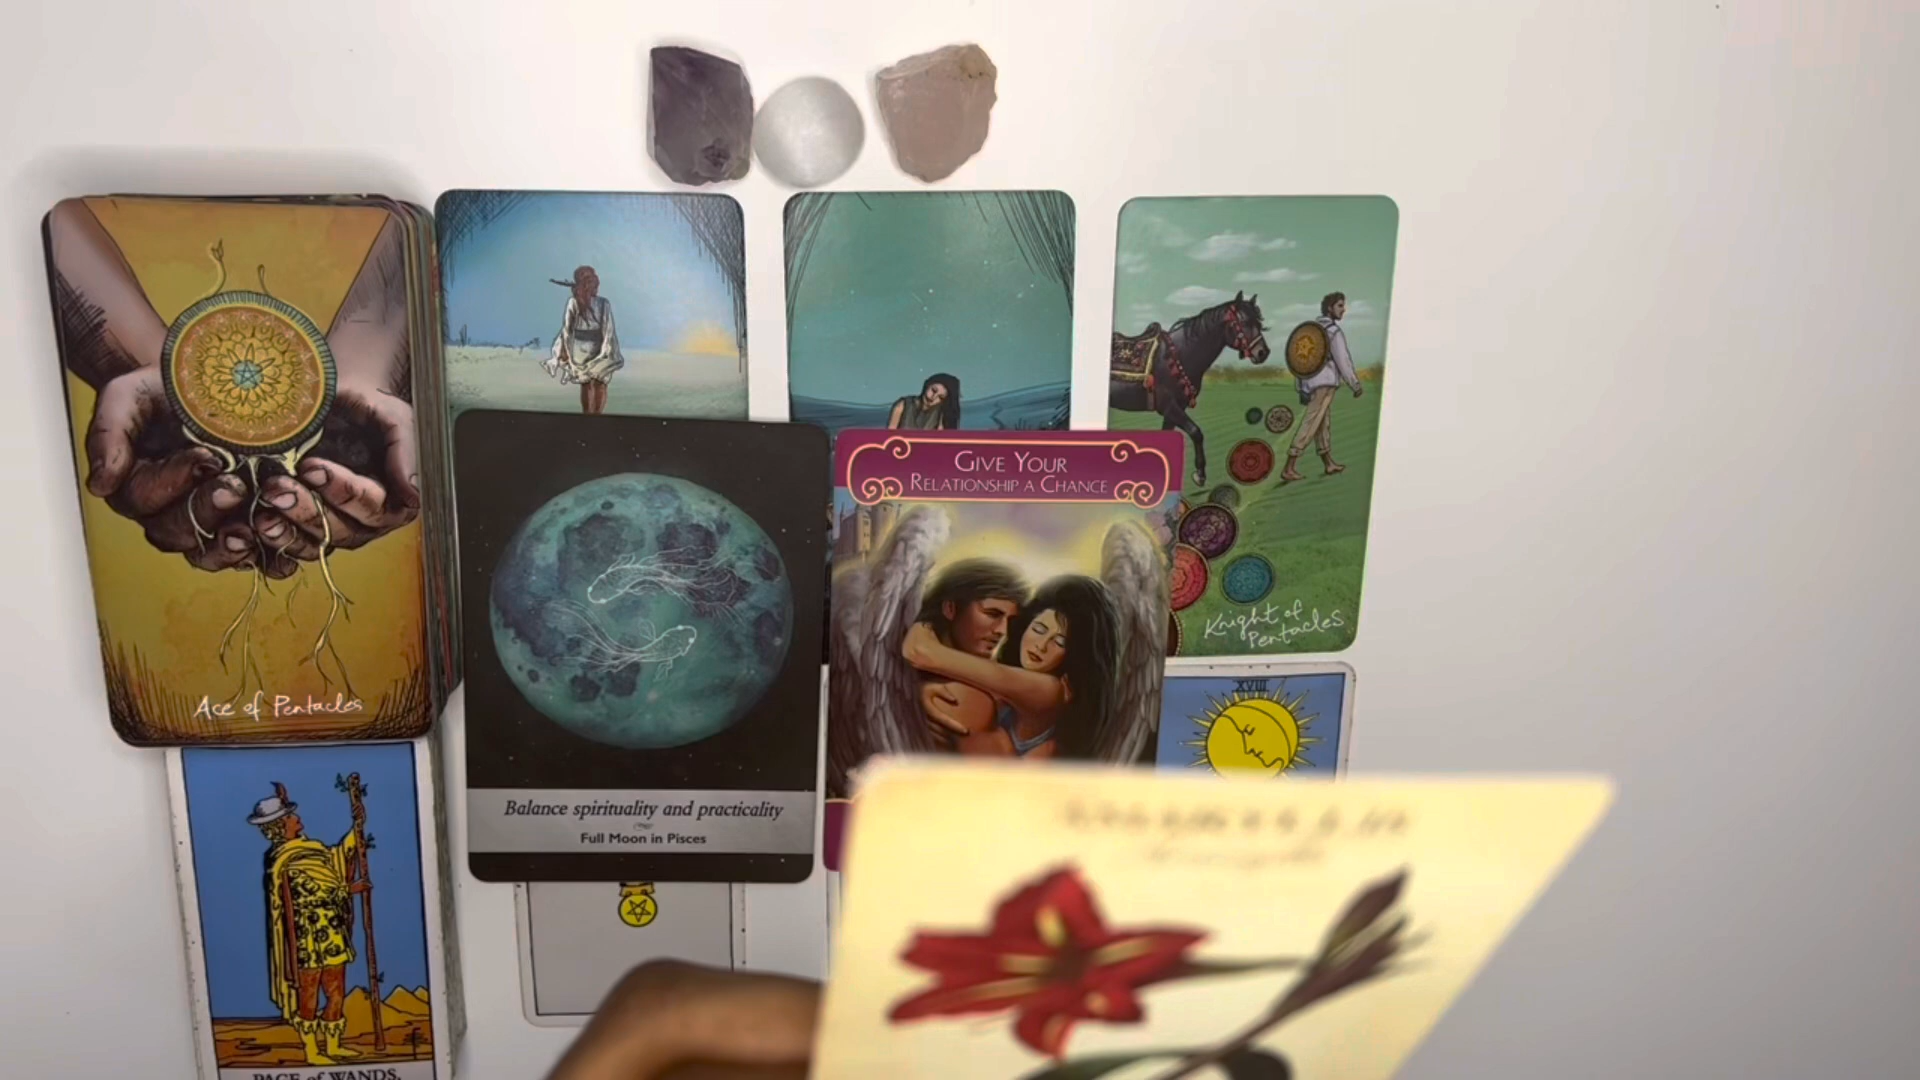 Give Your
Relationship a Chance
Knight of
Pentacles
Ace of Pentacles
XVIII
Balance spirituality and practicality
Full Moon in Pisces
PAGE of WANDS.